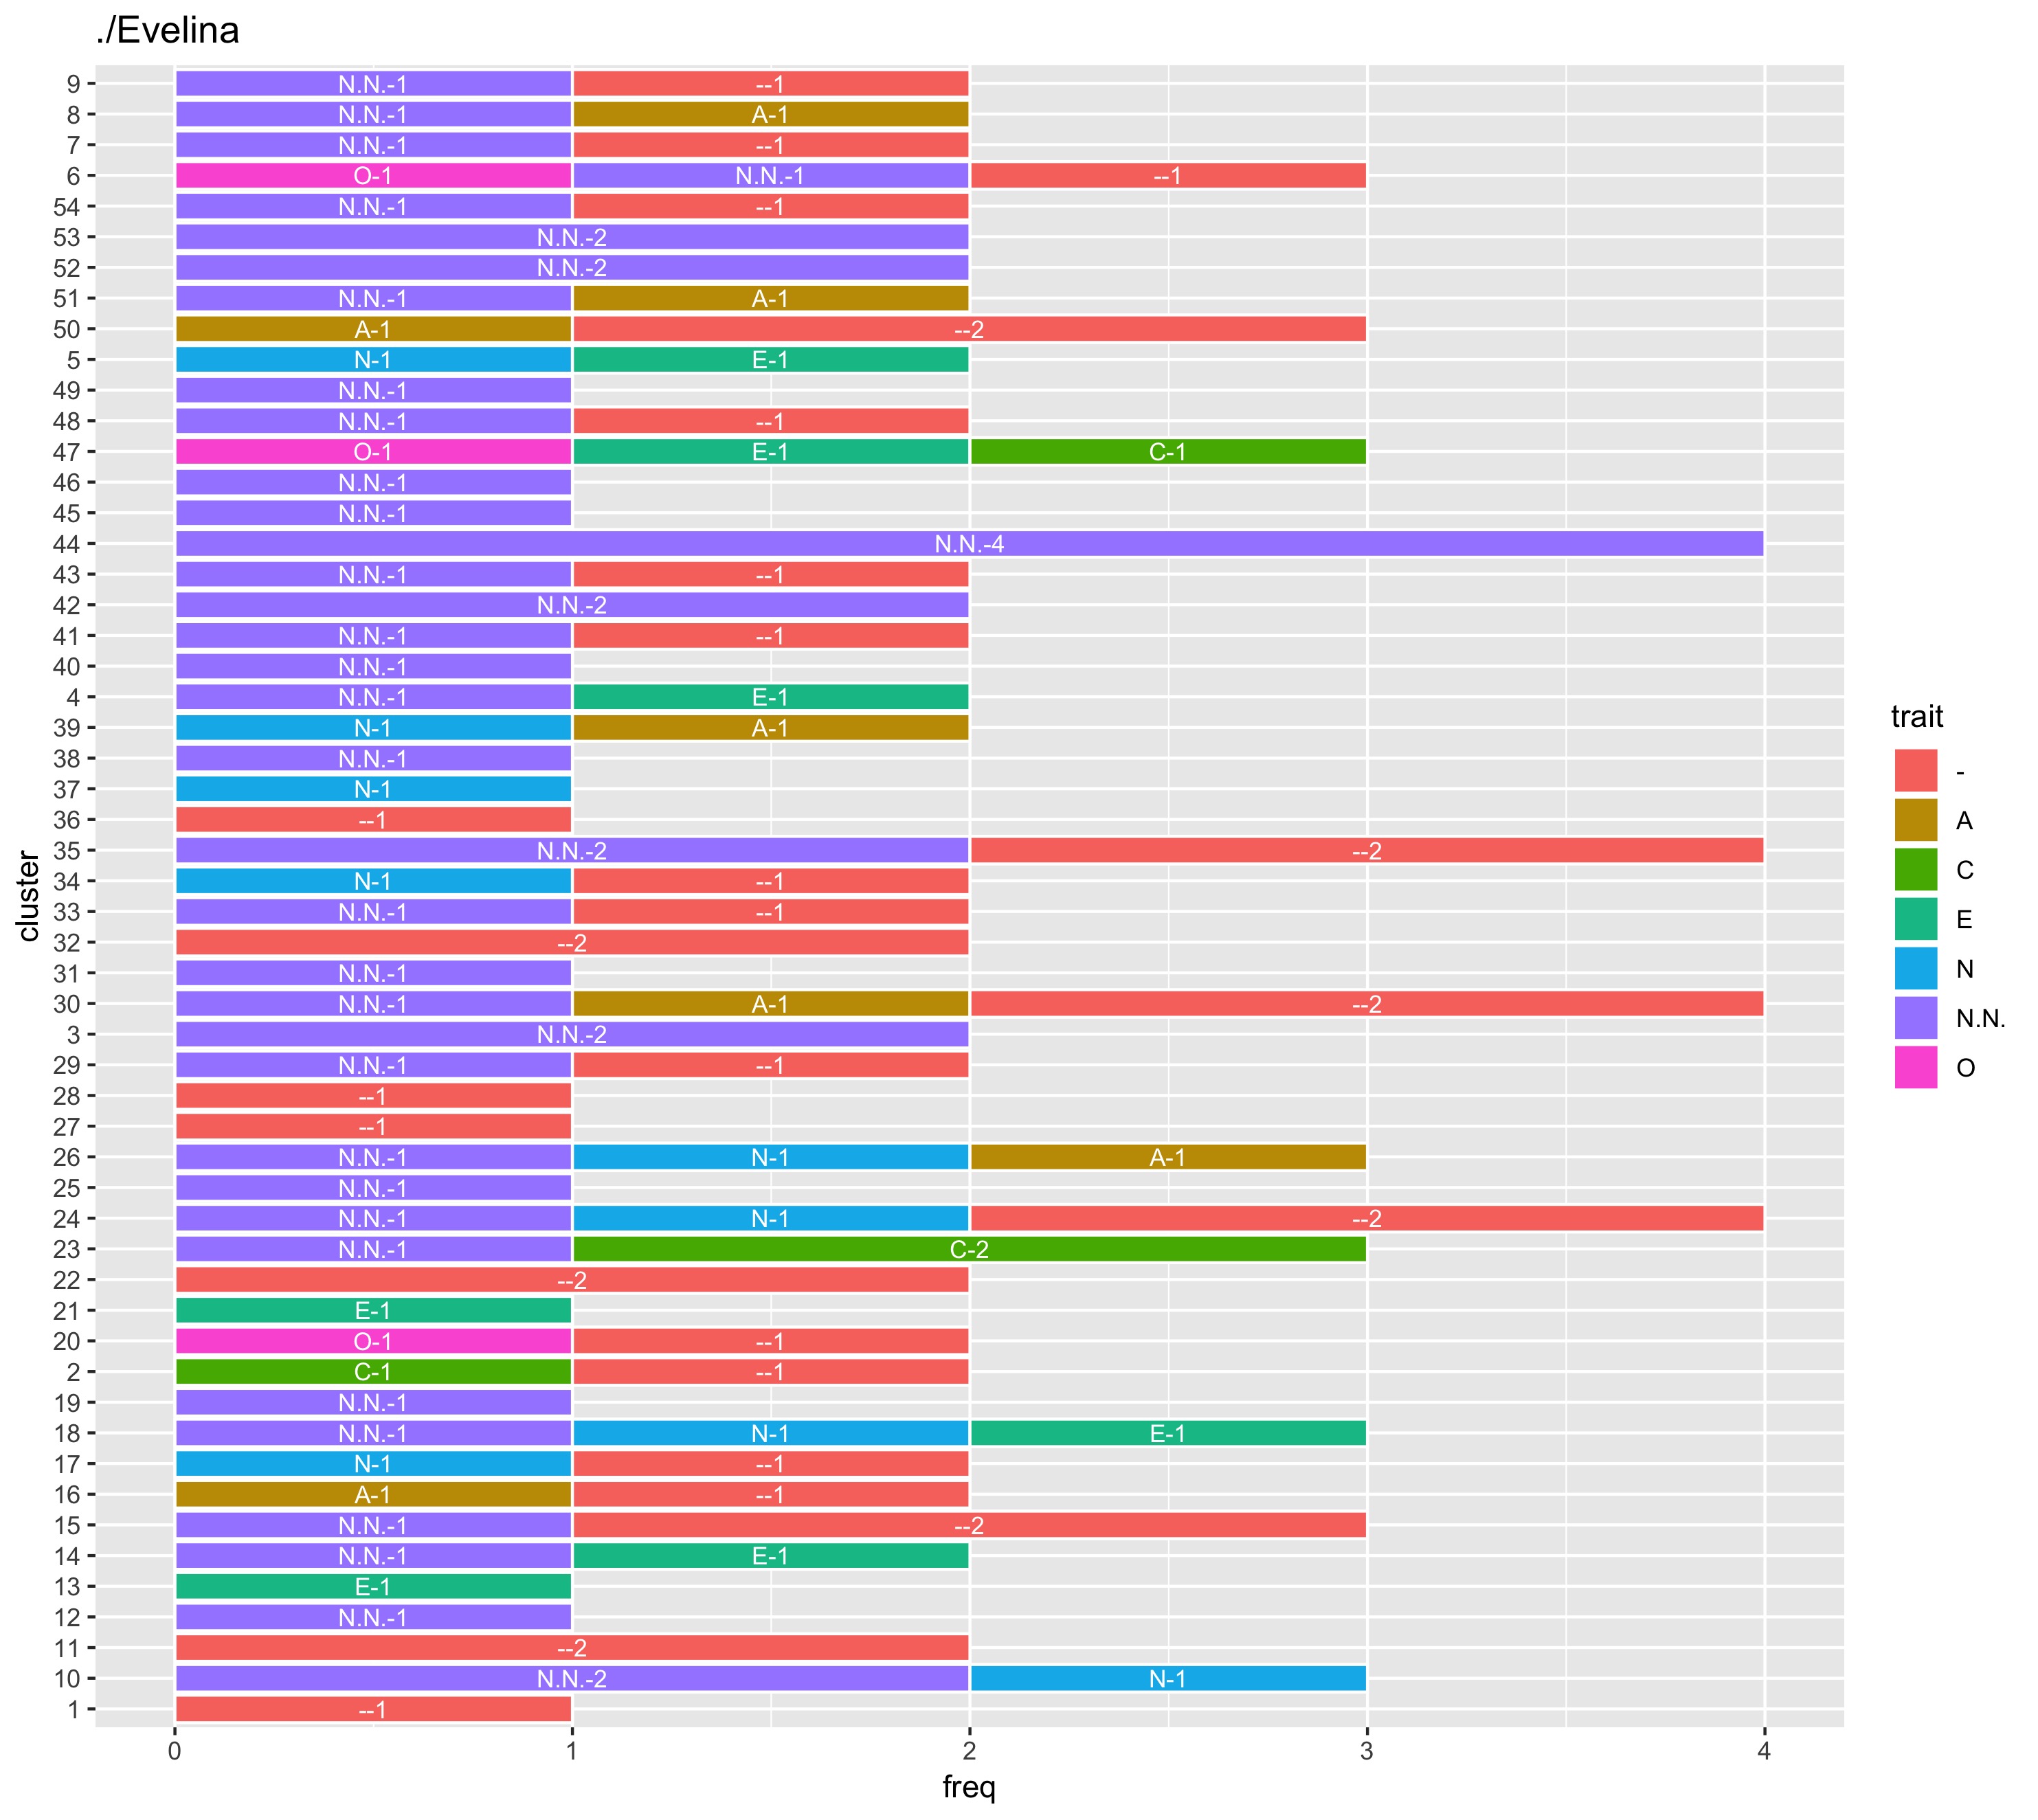 ./Evelina
9 N.N.-1 --1
8 N.N.-1 A-1
7 N.N.-1 --1
6 O-1 N.N.-1 --1
54 N.N.-1 --1
53 N.N.-2
52 N.N.-2
51 N.N.-1 A-1
50 A-1 --2
5 N-1 E-1
49 N.N.-1
48 N.N.-1 --1
47 O-1 E-1 C-1
46 N.N.-1
45 N.N.-1
44 N.N.-4
43 N.N.-1 --1
42 N.N.-2
41 N.N.-1 --1
40 N.N.-1
4 N.N.-1 E-1
39 N-1 A-1
38 N.N.-1
37 N-1
36 --1
35 N.N.-2 --2
34 N-1 --1
33 N.N.-1 --1
32 --2
31 N.N.-1
30 N.N.-1 A-1 --2
3 N.N.-2
29 N.N.-1 --1
28 --1
27 --1
26 N.N.-1 N-1 A-1
25 N.N.-1
24 N.N.-1 N-1 --2
23 N.N.-1 C-2
22 --2
21 E-1
20 O-1 --1
2 C-1 --1
19 N.N.-1
18 N.N.-1 N-1 E-1
17 N-1 --1
16 A-1 --1
15 N.N.-1 --2
14 N.N.-1 E-1
13 E-1
12 N.N.-1
11 --2
10 N.N.-2 N-1
1 --1
0 1 2 3 4
freq
cluster
trait
-
A
C
E
N
N.N.
O